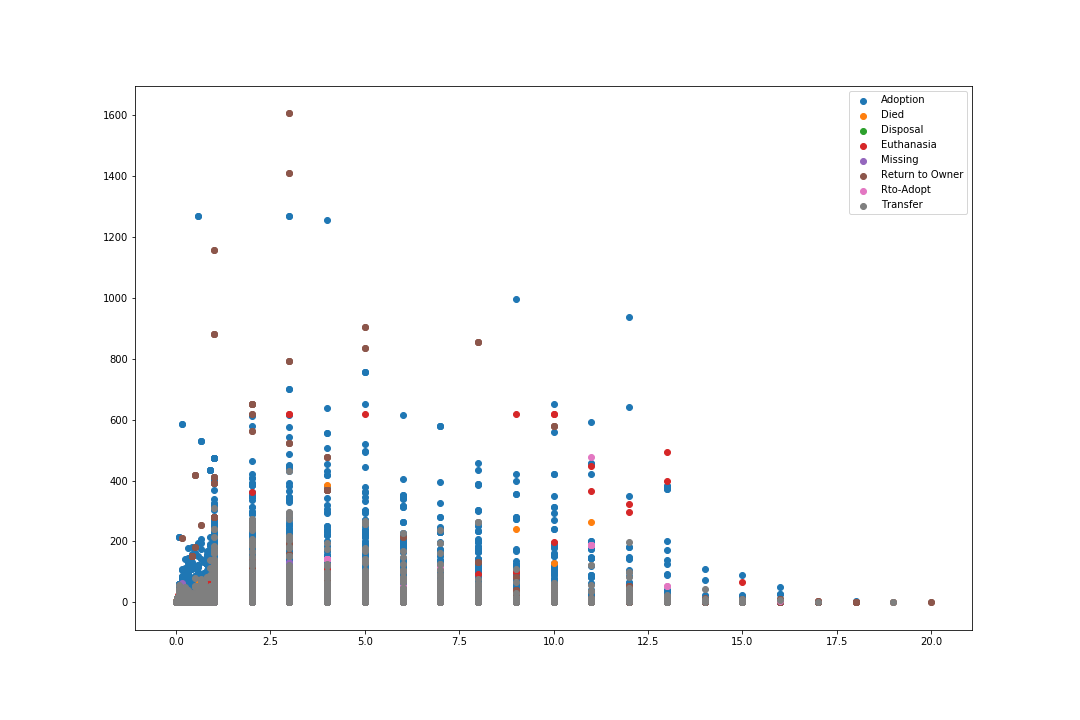 1600
1400
1200
1000
800
600
400
200
0
0.0 2.5 5.0 7.5 10.0 12.5 15.0 17.5 20.0
Adoption
Died
Disposal
Euthanasia
Missing
Return to Owner
Rto-Adopt
Transfer